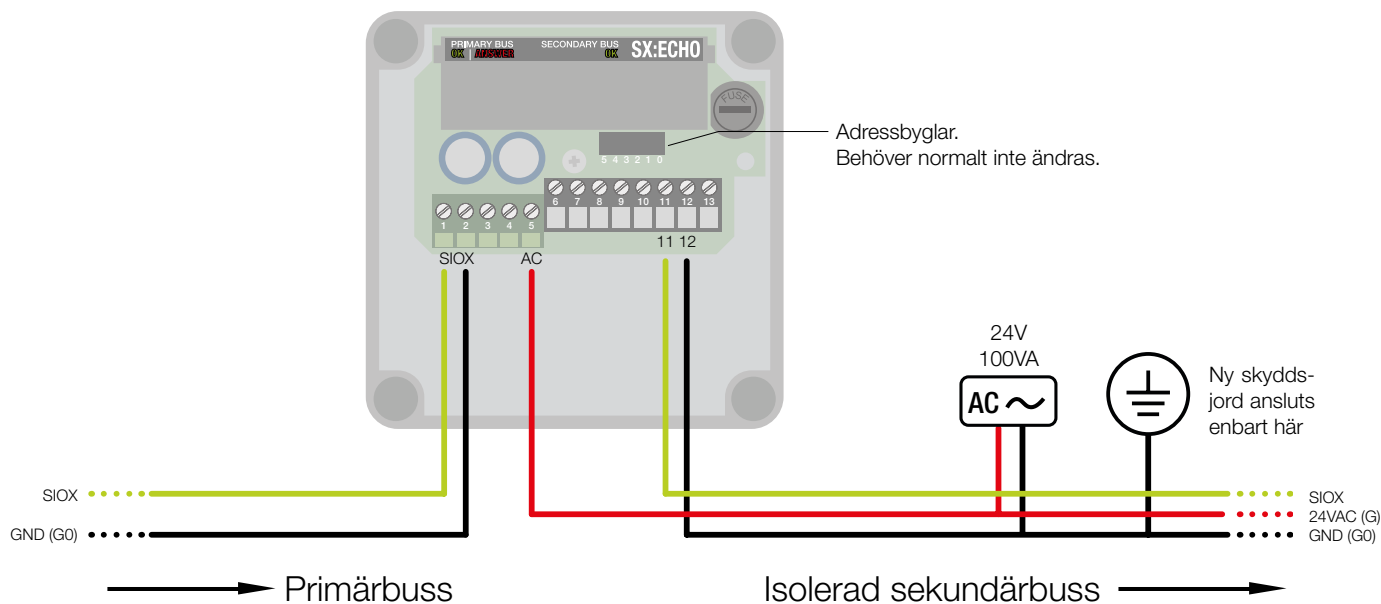 PRIMARY BUS
OK | ANSWER
SECONDARY BUS
OK
SX:ECHO
FUSE
Adressbyglar.
Behöver normalt inte ändras.
5 4 3 2 1 0
6 7 8 9 10 11 12 13
1 2 3 4 5
11 12
SIOX
AC
24V
100VA
AC
Ny skydds-
jord ansluts
enbart här
SIOX
GND (G0)
SIOX
24VAC (G)
GND (G0)
Primärbuss
Isolerad sekundärbuss